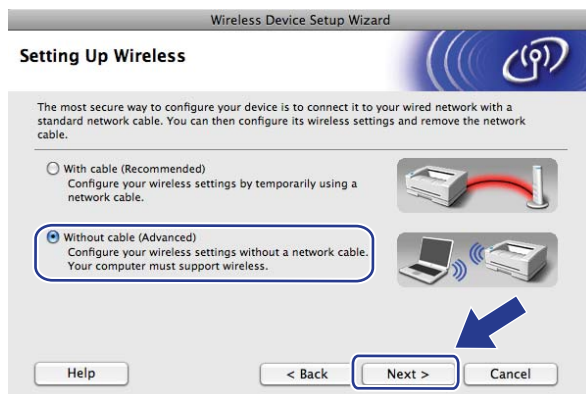 Wireless Device Setup Wizard
Setting Up Wireless
The most secure way to configure your device is to connect it to your wired network with a
standard network cable. You can then configure its wireless settings and remove the network
cable.
With cable (Recommended)
Configure your wireless settings by temporarily using a
network cable.
Without cable (Advanced)
Configure your wireless settings without a network cable.
Your computer must support wireless.
Help
< Back
Next >
Cancel